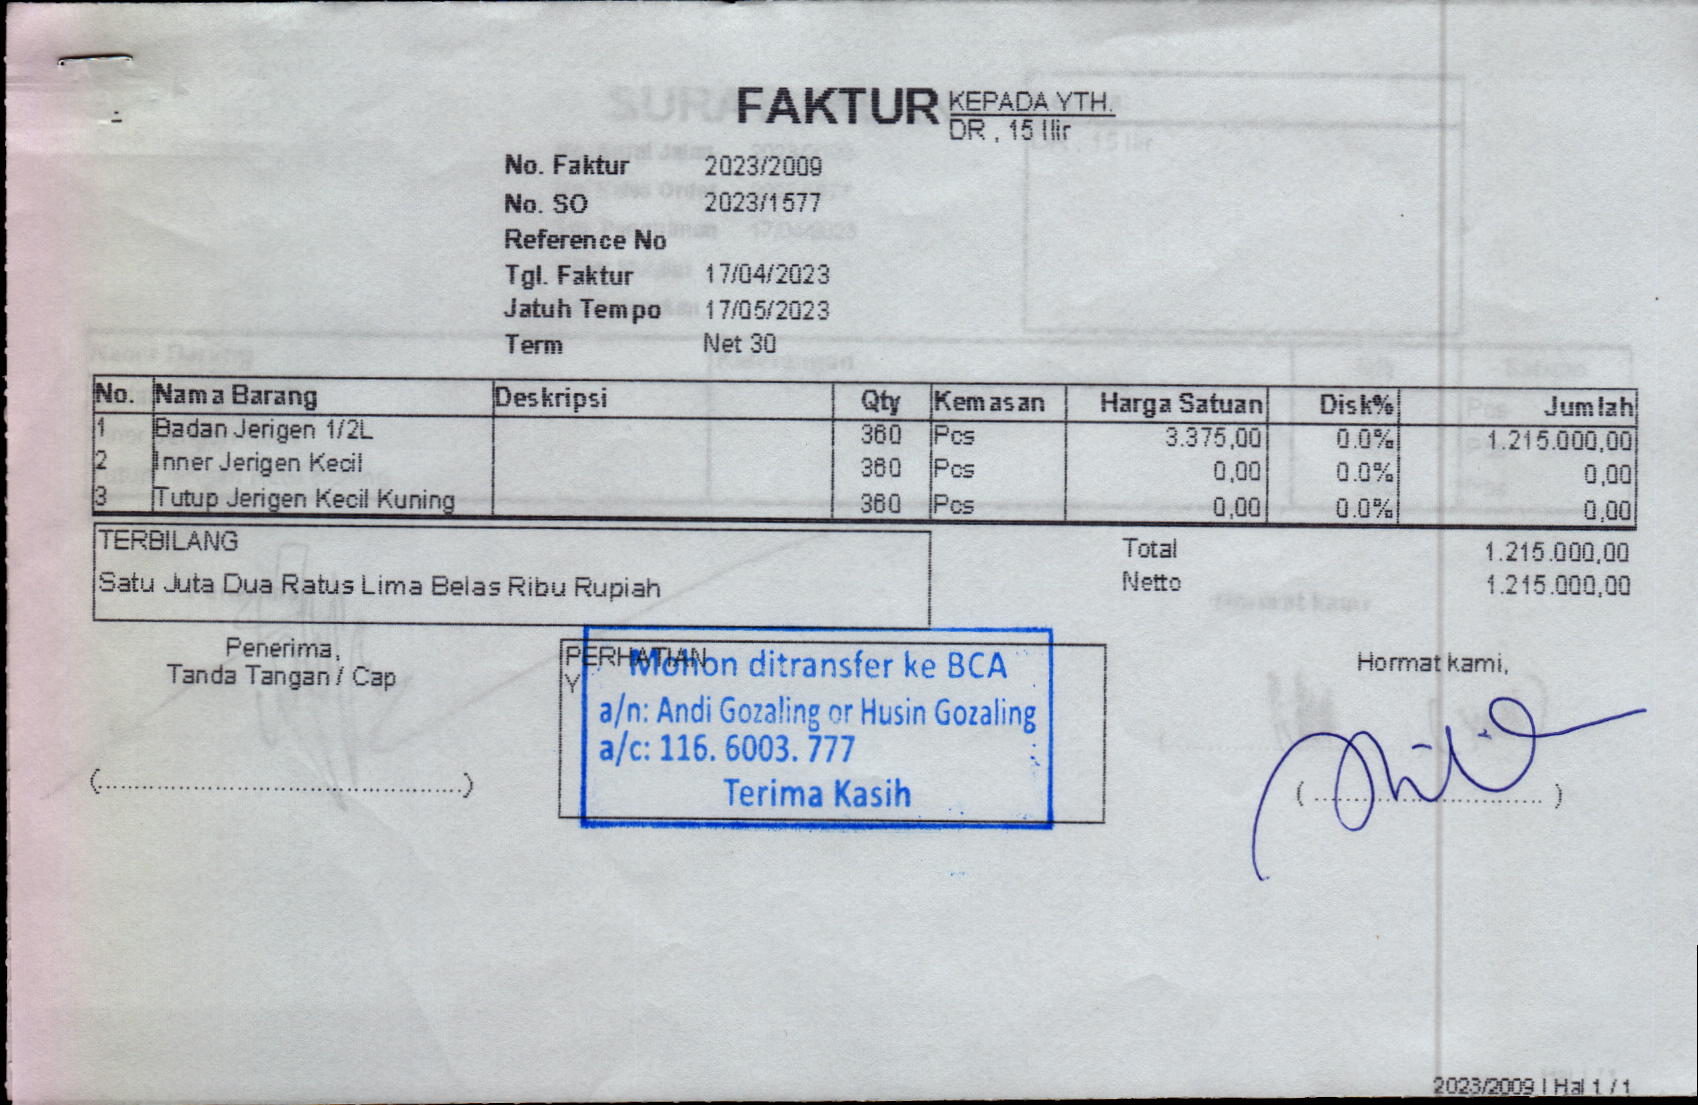 FAKTUR
KEPADA YTH.
DR , 15 Ilir
No. Faktur 2023/2009
No. SO 2023/1577
Reference No
Tgl. Faktur 17/04/2023
Jatuh Tempo 17/05/2023
Term Net 30
No. Nama Barang Deskripsi Qty Kemasan Harga Satuan Disk% Jumlah
1 Badan Jerigen 1/2L 360 Pcs 3.375,00 0.0% 1.215.000,00
2 Inner Jerigen Kecil 360 Pcs 0,00 0.0% 0,00
3 Tutup Jerigen Kecil Kuning 360 Pcs 0,00 0.0% 0,00
TERBILANG
Satu Juta Dua Ratus Lima Belas Ribu Rupiah
Total 1.215.000,00
Netto 1.215.000,00
Penerima,
Tanda Tangan / Cap
(....................................................)
PERHATIAN
Y
Mohon ditransfer ke BCA
a/n: Andi Gozaling or Husin Gozaling
a/c: 116. 6003. 777
Terima Kasih
Hormat kami,
( .................................. )
2023/2009 | Hal 1 / 1